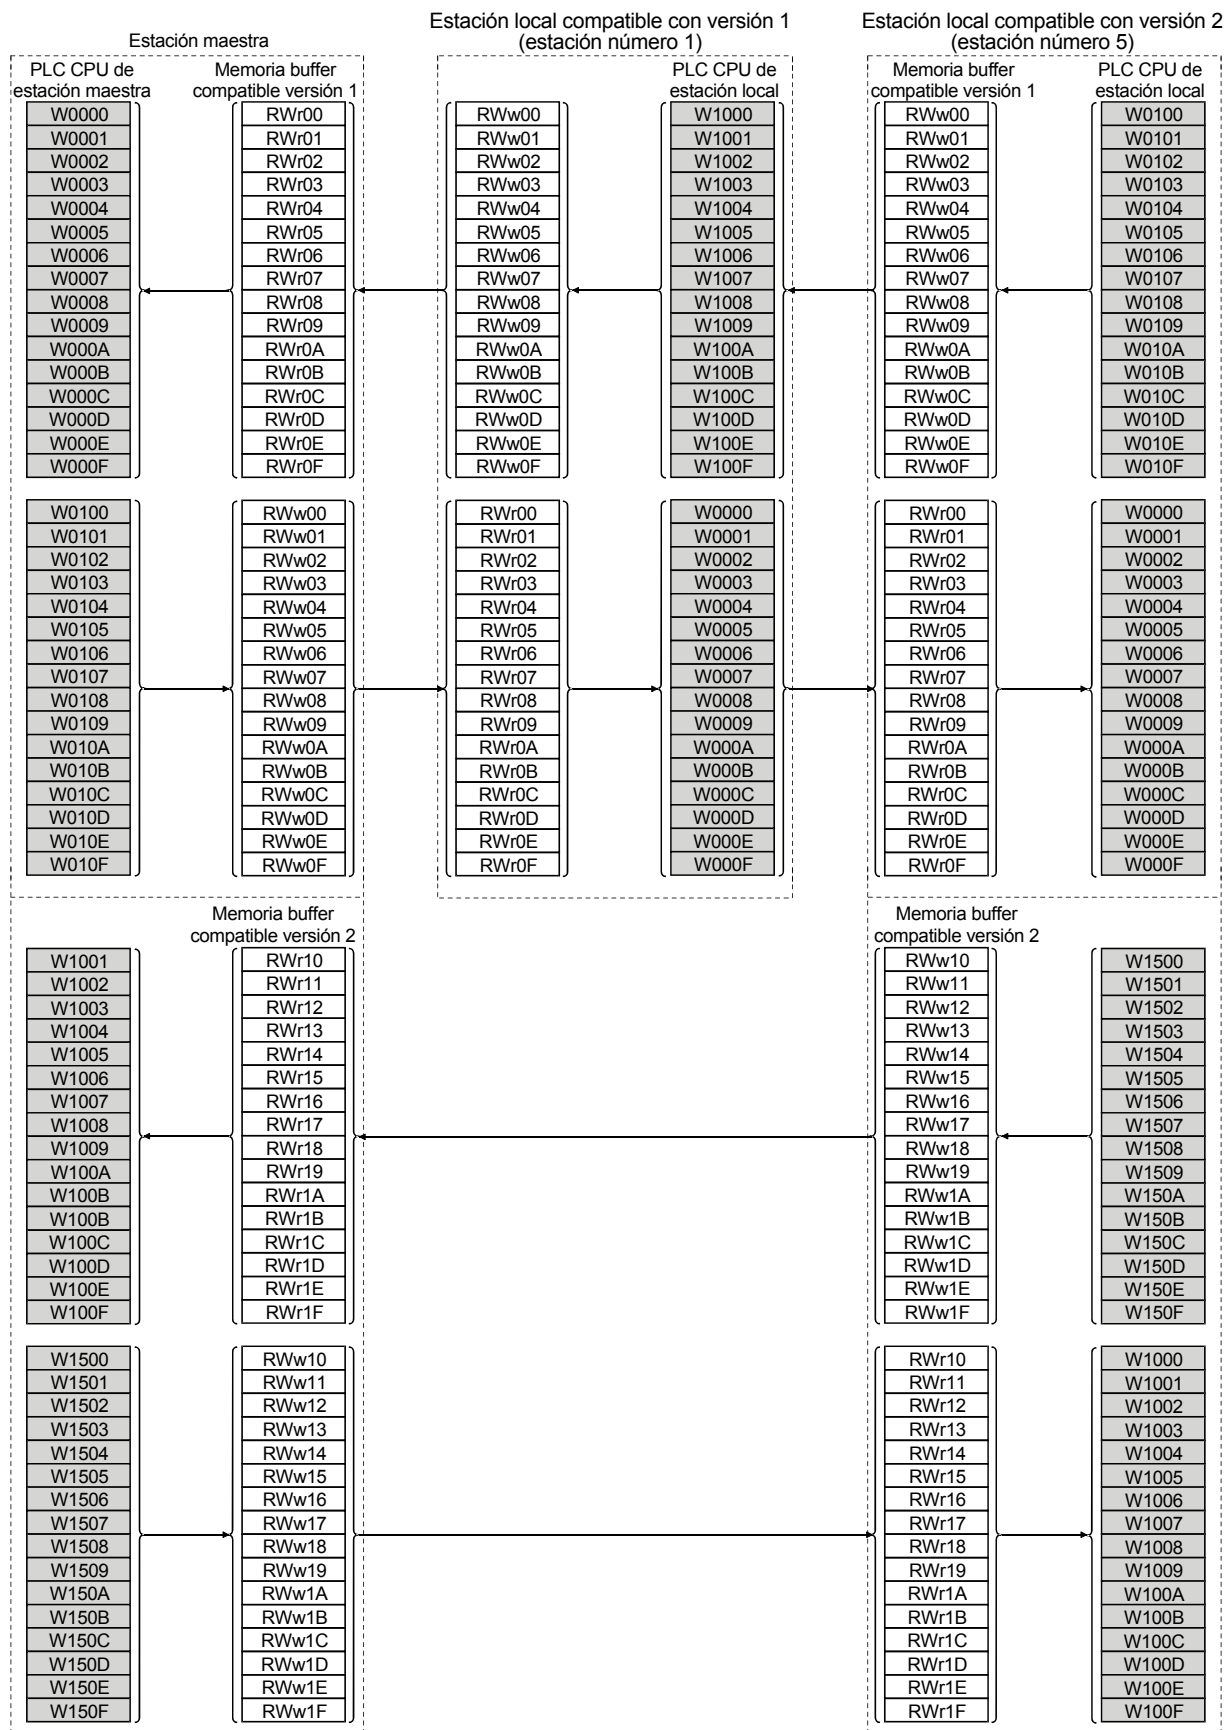 Estación maestra
Estación local compatible con versión 1
(estación número 1)
Estación local compatible con versión 2
(estación número 5)
PLC CPU de
estación maestra
Memoria buffer
compatible versión 1
PLC CPU de
estación local
Memoria buffer
compatible versión 1
PLC CPU de
estación local
W0000 RWr00 RWw00 W1000 RWw00 W0100
W0001 RWr01 RWw01 W1001 RWw01 W0101
W0002 RWr02 RWw02 W1002 RWw02 W0102
W0003 RWr03 RWw03 W1003 RWw03 W0103
W0004 RWr04 RWw04 W1004 RWw04 W0104
W0005 RWr05 RWw05 W1005 RWw05 W0105
W0006 RWr06 RWw06 W1006 RWw06 W0106
W0007 RWr07 RWw07 W1007 RWw07 W0107
W0008 RWr08 RWw08 W1008 RWw08 W0108
W0009 RWr09 RWw09 W1009 RWw09 W0109
W000A RWr0A RWw0A W100A RWw0A W010A
W000B RWr0B RWw0B W100B RWw0B W010B
W000C RWr0C RWw0C W100C RWw0C W010C
W000D RWr0D RWw0D W100D RWw0D W010D
W000E RWr0E RWw0E W100E RWw0E W010E
W000F RWr0F RWw0F W100F RWw0F W010F
W0100 RWw00 RWr00 W0000 RWr00 W0000
W0101 RWw01 RWr01 W0001 RWr01 W0001
W0102 RWw02 RWr02 W0002 RWr02 W0002
W0103 RWw03 RWr03 W0003 RWr03 W0003
W0104 RWw04 RWr04 W0004 RWr04 W0004
W0105 RWw05 RWr05 W0005 RWr05 W0005
W0106 RWw06 RWr06 W0006 RWr06 W0006
W0107 RWw07 RWr07 W0007 RWr07 W0007
W0108 RWw08 RWr08 W0008 RWr08 W0008
W0109 RWw09 RWr09 W0009 RWr09 W0009
W010A RWw0A RWr0A W000A RWr0A W000A
W010B RWw0B RWr0B W000B RWr0B W000B
W010C RWw0C RWr0C W000C RWr0C W000C
W010D RWw0D RWr0D W000D RWr0D W000D
W010E RWw0E RWr0E W000E RWr0E W000E
W010F RWw0F RWr0F W000F RWr0F W000F
Memoria buffer
compatible versión 2
Memoria buffer
compatible versión 2
W1001 RWr10 RWw10 W1500
W1002 RWr11 RWw11 W1501
W1003 RWr12 RWw12 W1502
W1004 RWr13 RWw13 W1503
W1005 RWr14 RWw14 W1504
W1006 RWr15 RWw15 W1505
W1007 RWr16 RWw16 W1506
W1008 RWr17 RWw17 W1507
W1009 RWr18 RWw18 W1508
W100A RWr19 RWw19 W1509
W100B RWr1A RWw1A W150A
W100B RWr1B RWw1B W150B
W100C RWr1C RWw1C W150C
W100D RWr1D RWw1D W150D
W100E RWr1E RWw1E W150E
W100F RWr1F RWw1F W150F
W1500 RWw10 RWr10 W1000
W1501 RWw11 RWr11 W1001
W1502 RWw12 RWr12 W1002
W1503 RWw13 RWr13 W1003
W1504 RWw14 RWr14 W1004
W1505 RWw15 RWr15 W1005
W1506 RWw16 RWr16 W1006
W1507 RWw17 RWr17 W1007
W1508 RWw18 RWr18 W1008
W1509 RWw19 RWr19 W1009
W150A RWw1A RWr1A W100A
W150B RWw1B RWr1B W100B
W150C RWw1C RWr1C W100C
W150D RWw1D RWr1D W100D
W150E RWw1E RWr1E W100E
W150F RWw1F RWr1F W100F